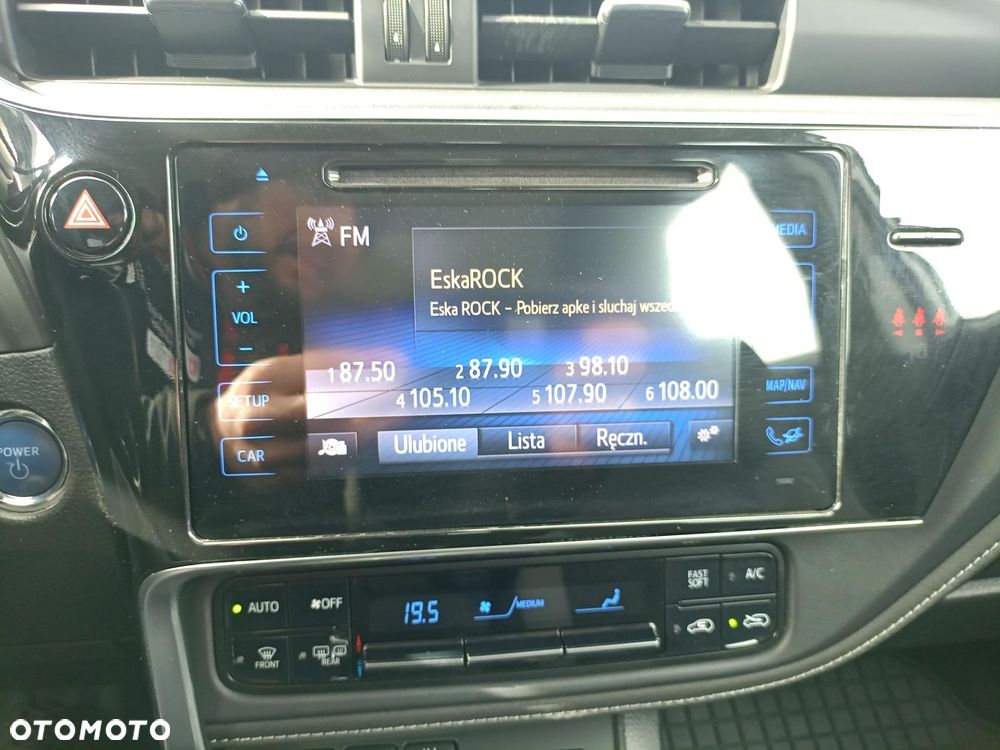 FM
EskaROCK
Eska ROCK - Pobierz apke i sluchaj
+
VOL
-
SETUP
CAR
MEDIA
MAP/NAV
1 87.50 2 87.90 3 98.10
4 105.10 5 107.90 6 108.00
Ulubione Lista Ręczn.
510082
POWER
AUTO OFF
19.5 MEDIUM
FAST
SOFT
A/C
FRONT REAR
OTOMOTO